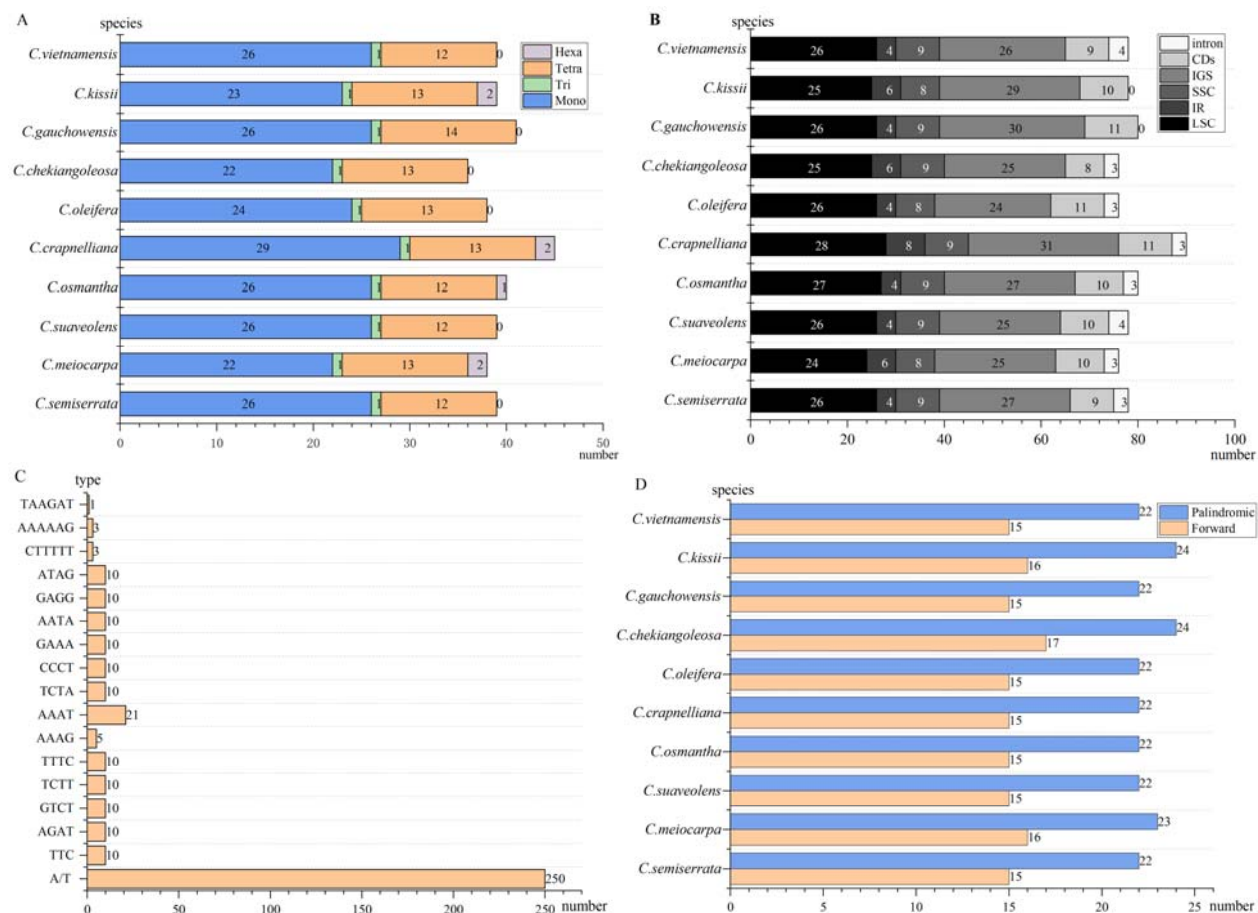 A
species
C.vietnamensis 26 1 12 0
C.kissii 23 1 13 2
C.gauchowensis 26 1 14 0
C.chekiangoleosa 22 1 13 0
C.oleifera 24 1 13 0
C.crapnelliana 29 1 13 2
C.osmantha 26 1 12 1
C.suaveolens 26 1 12 0
C.meiocarpa 22 1 13 2
C.semiserrata 26 1 12 0
Hexa
Tetra
Tri
Mono
0 10 20 30 40 50
number
B
species
C.vietnamensis 26 4 9 26 9 4
C.kissii 25 6 8 29 10 0
C.gauchowensis 26 4 9 30 11 0
C.chekiangoleosa 25 6 9 25 8 3
C.oleifera 26 4 8 24 11 3
C.crapnelliana 28 8 9 31 11 3
C.osmantha 27 4 9 27 10 3
C.suaveolens 26 4 9 25 10 4
C.meiocarpa 24 6 8 25 10 3
C.semiserrata 26 4 9 27 9 3
intron
CDs
IGS
SSC
IR
LSC
0 20 40 60 80 100
number
C
type
TAAGAT 1
AAAAAG 3
CTTTTT 3
ATAG 10
GAGG 10
AATA 10
GAAA 10
CCCT 10
TCTA 10
AAAT 21
AAAG 5
TTTC 10
TCTT 10
GTCT 10
AGAT 10
TTC 10
A/T 250
0 50 100 150 200 250 number
D
species
C.vietnamensis 22 15
C.kissii 24 16
C.gauchowensis 22 15
C.chekiangoleosa 24 17
C.oleifera 22 15
C.crapnelliana 22 15
C.osmantha 22 15
C.suaveolens 22 15
C.meiocarpa 23 16
C.semiserrata 22 15
Palindromic
Forward
0 5 10 15 20 25
number